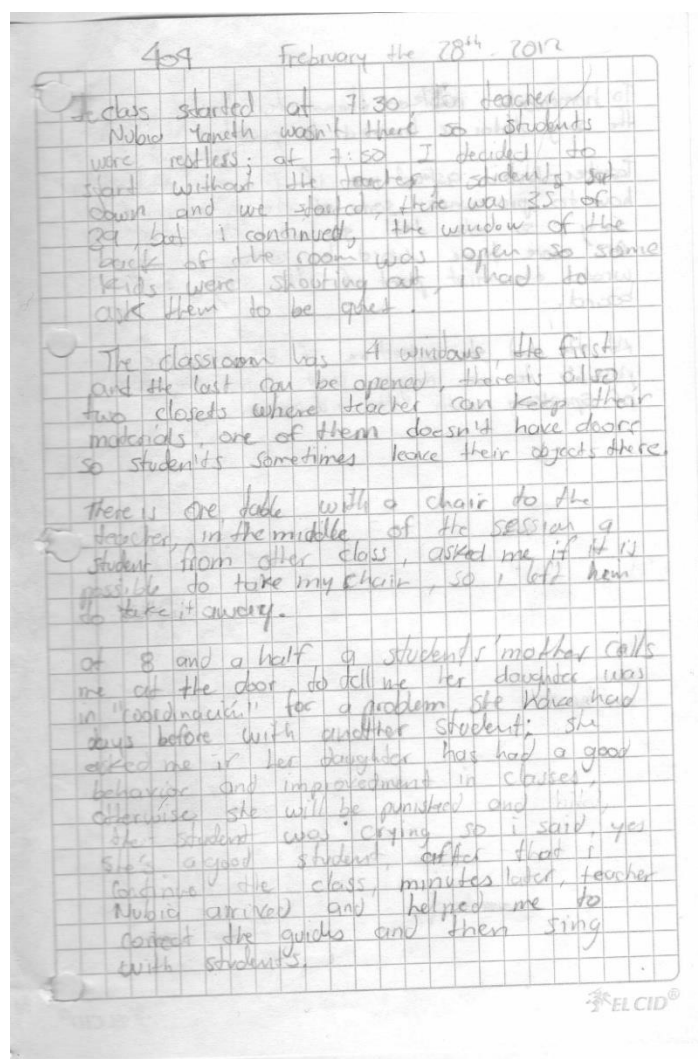 404 Frebruary the 28th 2012
class started at 7:30 teacher
Nubia Yaneth wasn't there so students
were restless; at 7:50 I decided to
start without the teacher students sat
down and we started, there was 35 of
39, but i continued, the window of the
back of the room was open so some
kids were shouting out, i had to
ask them to be quiet.
The classroom has 4 windows, the first
and the last can be opened, there is also
two closets where teacher can keep their
materials, one of them doesn't have doors
so students sometimes leave their objects there
There is one table with a chair to the
teacher, in the middle of the session a
student from other class, asked me if it is
possible to take my chair, so i left him
to take it away.
at 8 and a half a students' mother calls
me at the door to tell me her daughter was
in "coordinación" for a problem, she have had
days before with another student; she
asked me if her daughter has had a good
behavior and improvedment in classes,
otherwise she will be punished and
the student was crying so i said, yes
she's a good student, after that i
continue the class, minutes later, teacher
Nubia arrived and helped me to
correct the guides and then sing
with students.
EL CID®